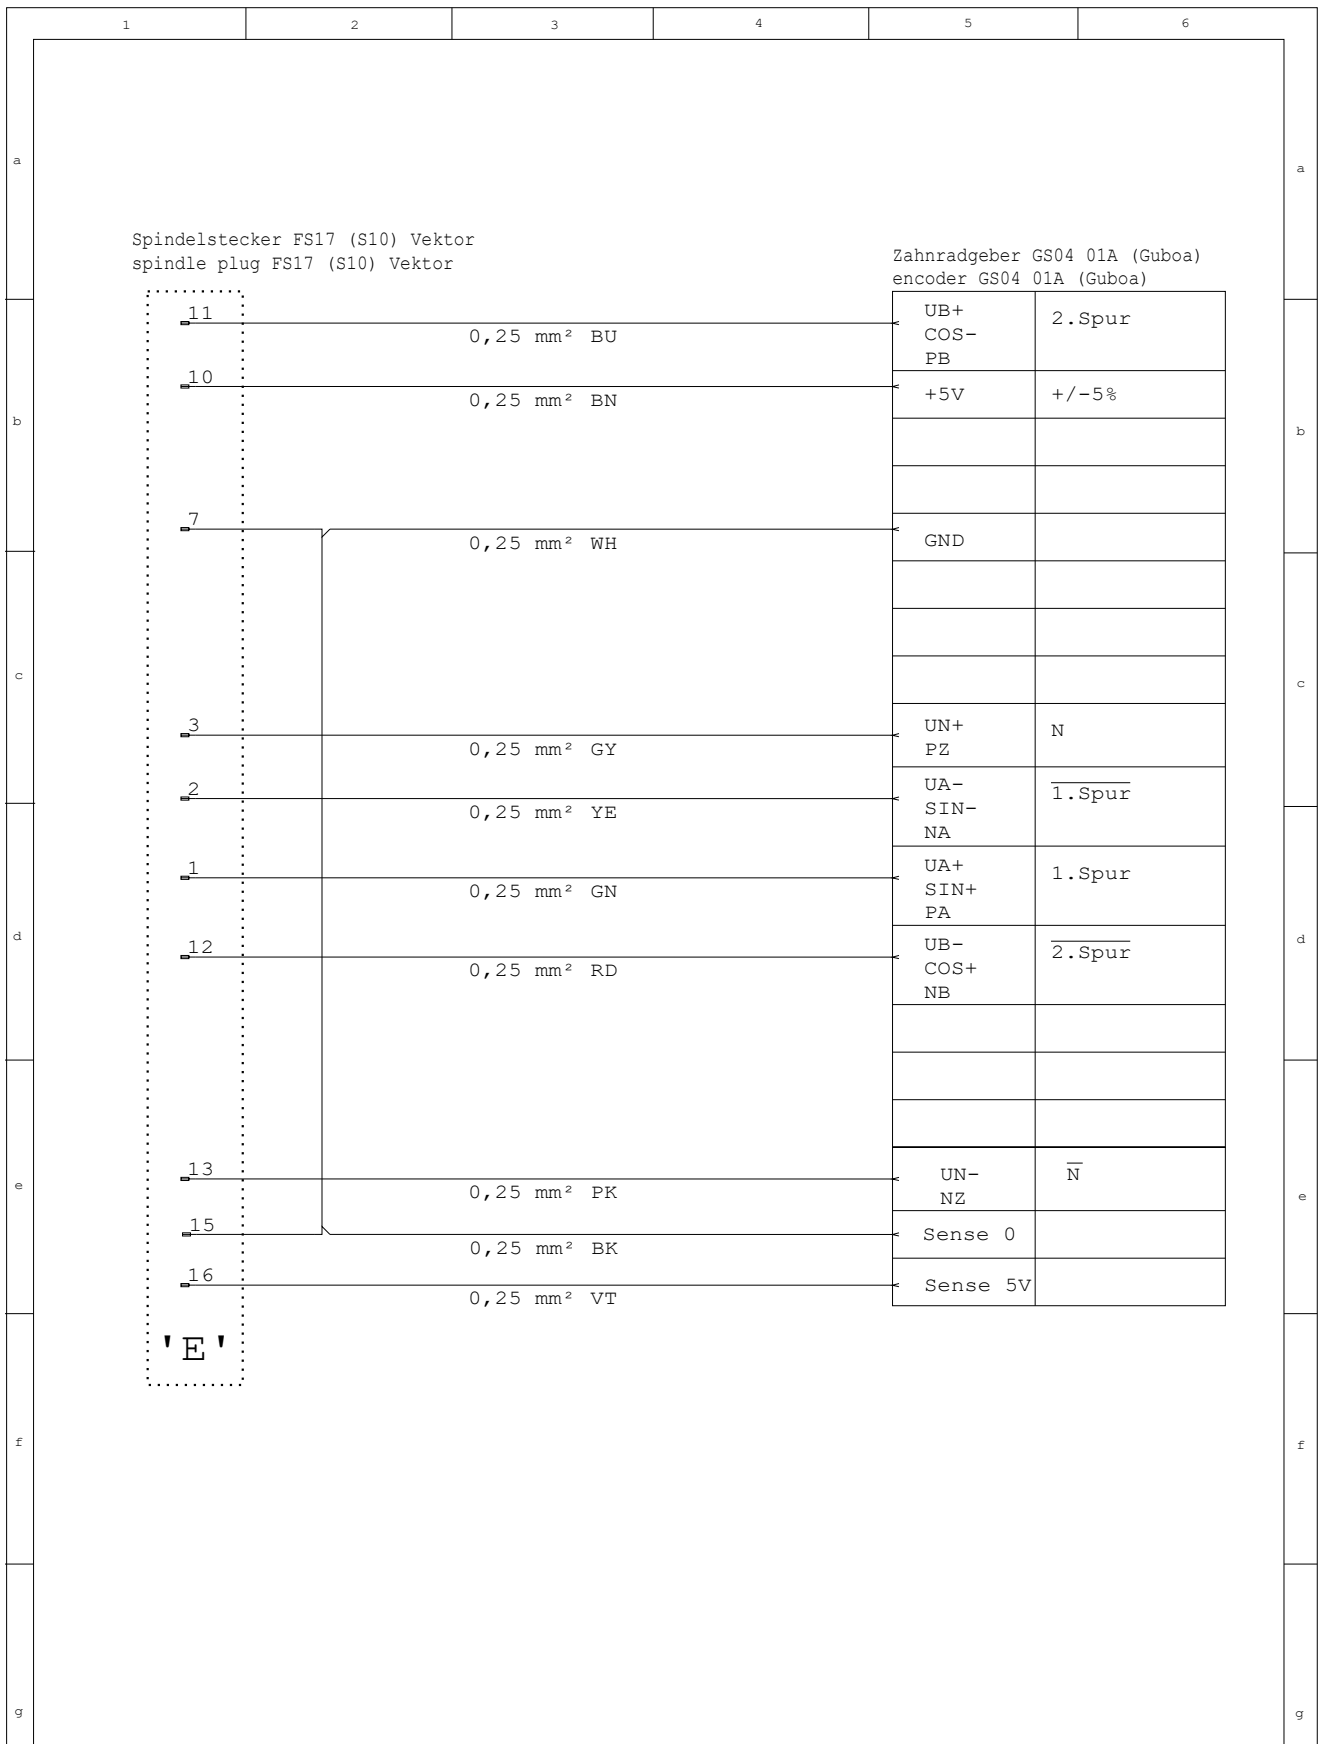 1 2 3 4 5 6
a a
Spindelstecker FS17 (S10) Vektor
spindle plug FS17 (S10) Vektor
Zahnradgeber GS04 01A (Guboa)
encoder GS04 01A (Guboa)
11
0,25 mm² BU
UB+
COS-
PB
2.Spur
10
0,25 mm² BN
+5V +/-5%
b b
7
0,25 mm² WH
GND
c c
3
0,25 mm² GY
UN+
PZ
N
2
0,25 mm² YE
UA-
SIN-
NA
1.Spur
1
0,25 mm² GN
UA+
SIN+
PA
1.Spur
d d
12
0,25 mm² RD
UB-
COS+
NB
2.Spur
13
0,25 mm² PK
UN-
NZ
N
e e
15
0,25 mm² BK
Sense 0
16
0,25 mm² VT
Sense 5V
'E'
f f
g g